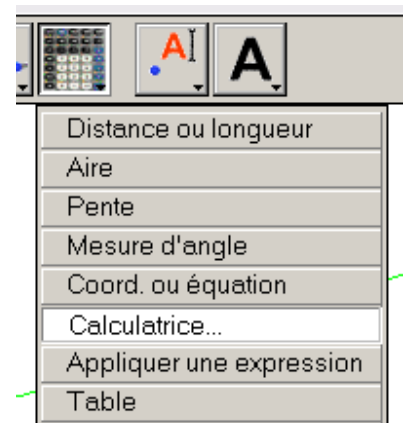 A
A
Distance ou longueur
Aire
Pente
Mesure d'angle
Coord. ou équation
Calculatrice...
Appliquer une expression
Table